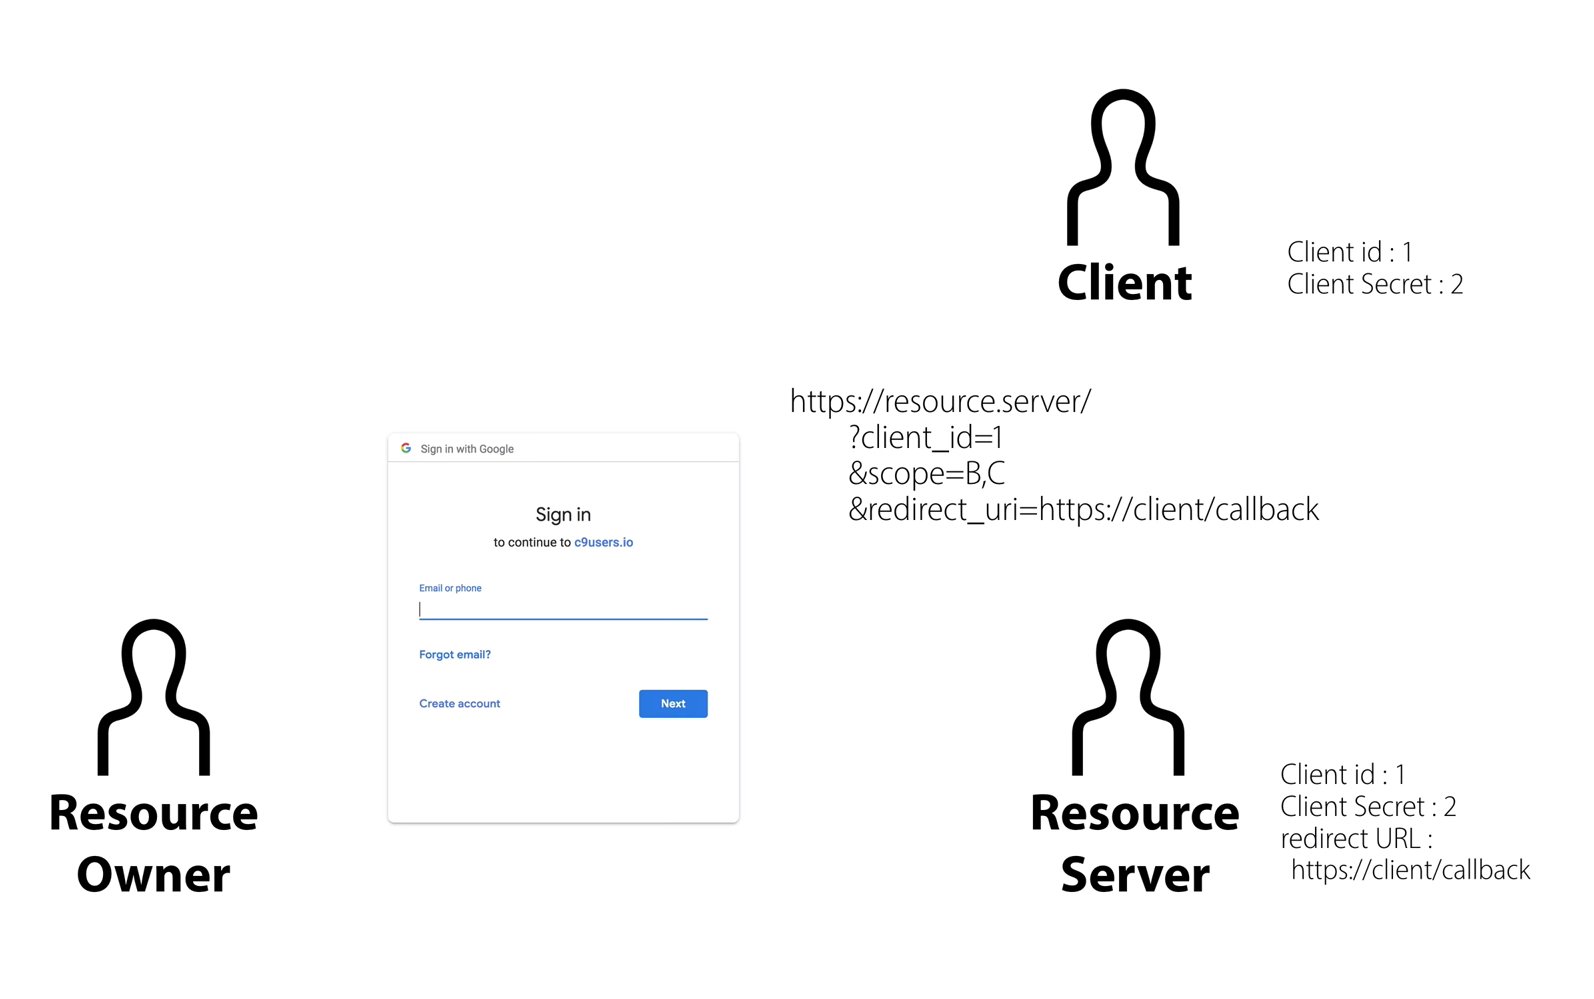 Client
Client id : 1
Client Secret : 2
https://resource.server/
?client_id=1
&scope=B,C
&redirect_uri=https://client/callback
Sign in with Google
Sign in
to continue to c9users.io
Email or phone
Forgot email?
Create account
Next
Resource
Owner
Resource
Server
Client id : 1
Client Secret : 2
redirect URL :
https://client/callback